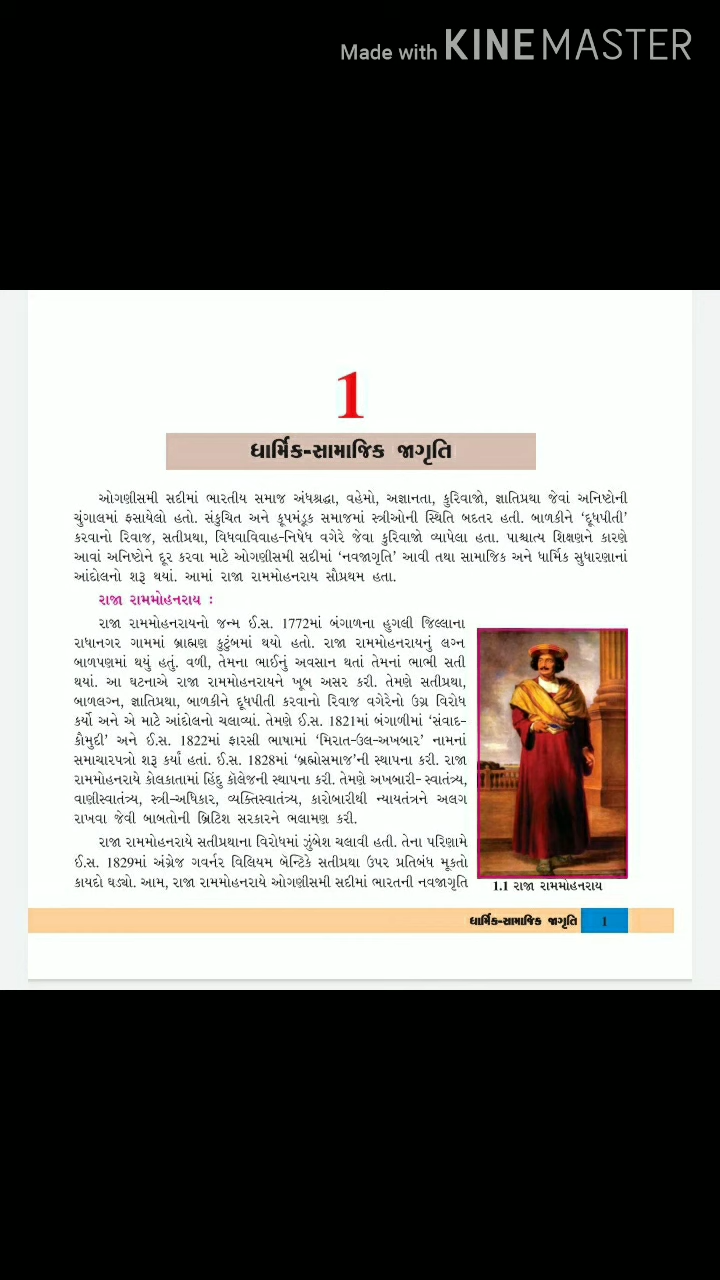 Made with KINEMASTER
1
ધાર્મિક-સામાજિક જાગૃતિ
ઓગણીસમી સદીમાં ભારતીય સમાજ અંધશ્રદ્ધા, વહેમો, અજ્ઞાનતા, કુરિવાજો, જ્ઞાતિપ્રથા જેવાં અનિષ્ટોની
ચુંગાલમાં ફસાયેલો હતો. સંકુચિત અને કૂપમંડૂક સમાજમાં સ્ત્રીઓની સ્થિતિ બદતર હતી. બાળકીને ‘દૂધપીતી’
કરવાનો રિવાજ, સતીપ્રથા, વિધવાવિવાહ-નિષેધ વગેરે જેવા કુરિવાજો વ્યાપેલા હતા. પાશ્ચાત્ય શિક્ષણને કારણે
આવાં અનિષ્ટોને દૂર કરવા માટે ઓગણીસમી સદીમાં ‘નવજાગૃતિ’ આવી તથા સામાજિક અને ધાર્મિક સુધારણાનાં
આંદોલનો શરૂ થયાં. આમાં રાજા રામમોહનરાય સૌપ્રથમ હતા.
રાજા રામમોહનરાય :
રાજા રામમોહનરાયનો જન્મ ઈ.સ. 1772માં બંગાળના હુગલી જિલ્લાના
રાધાનગર ગામમાં બ્રાહ્મણ કુટુંબમાં થયો હતો. રાજા રામમોહનરાયનું લગ્ન
બાળપણમાં થયું હતું. વળી, તેમના ભાઈનું અવસાન થતાં તેમનાં ભાભી સતી
થયાં. આ ઘટનાએ રાજા રામમોહનરાયને ખૂબ અસર કરી. તેમણે સતીપ્રથા,
બાળલગ્ન, જ્ઞાતિપ્રથા, બાળકીને દૂધપીતી કરવાનો રિવાજ વગેરેનો ઉગ્ર વિરોધ
કર્યો અને એ માટે આંદોલનો ચલાવ્યાં. તેમણે ઈ.સ. 1821માં બંગાળીમાં ‘સંવાદ-
કૌમુદી’ અને ઈ.સ. 1822માં ફારસી ભાષામાં ‘મિરાત-ઉલ-અખબાર’ નામનાં
સમાચારપત્રો શરૂ કર્યાં હતાં. ઈ.સ. 1828માં ‘બ્રહ્મોસમાજ’ની સ્થાપના કરી. રાજા
રામમોહનરાયે કોલકાતામાં હિંદુ કૉલેજની સ્થાપના કરી. તેમણે અખબારી- સ્વાતંત્ર્ય,
વાણીસ્વાતંત્ર્ય, સ્ત્રી-અધિકાર, વ્યક્તિસ્વાતંત્ર્ય, કારોબારીથી ન્યાયતંત્રને અલગ
રાખવા જેવી બાબતોની બ્રિટિશ સરકારને ભલામણ કરી.
રાજા રામમોહનરાયે સતીપ્રથાના વિરોધમાં ઝુંબેશ ચલાવી હતી. તેના પરિણામે
ઈ.સ. 1829માં અંગ્રેજ ગવર્નર વિલિયમ બૅન્ટિકે સતીપ્રથા ઉપર પ્રતિબંધ મૂકતો
કાયદો ઘડ્યો. આમ, રાજા રામમોહનરાયે ઓગણીસમી સદીમાં ભારતની નવજાગૃતિ
1.1 રાજા રામમોહનરાય
ધાર્મિક-સામાજિક જાગૃતિ 1